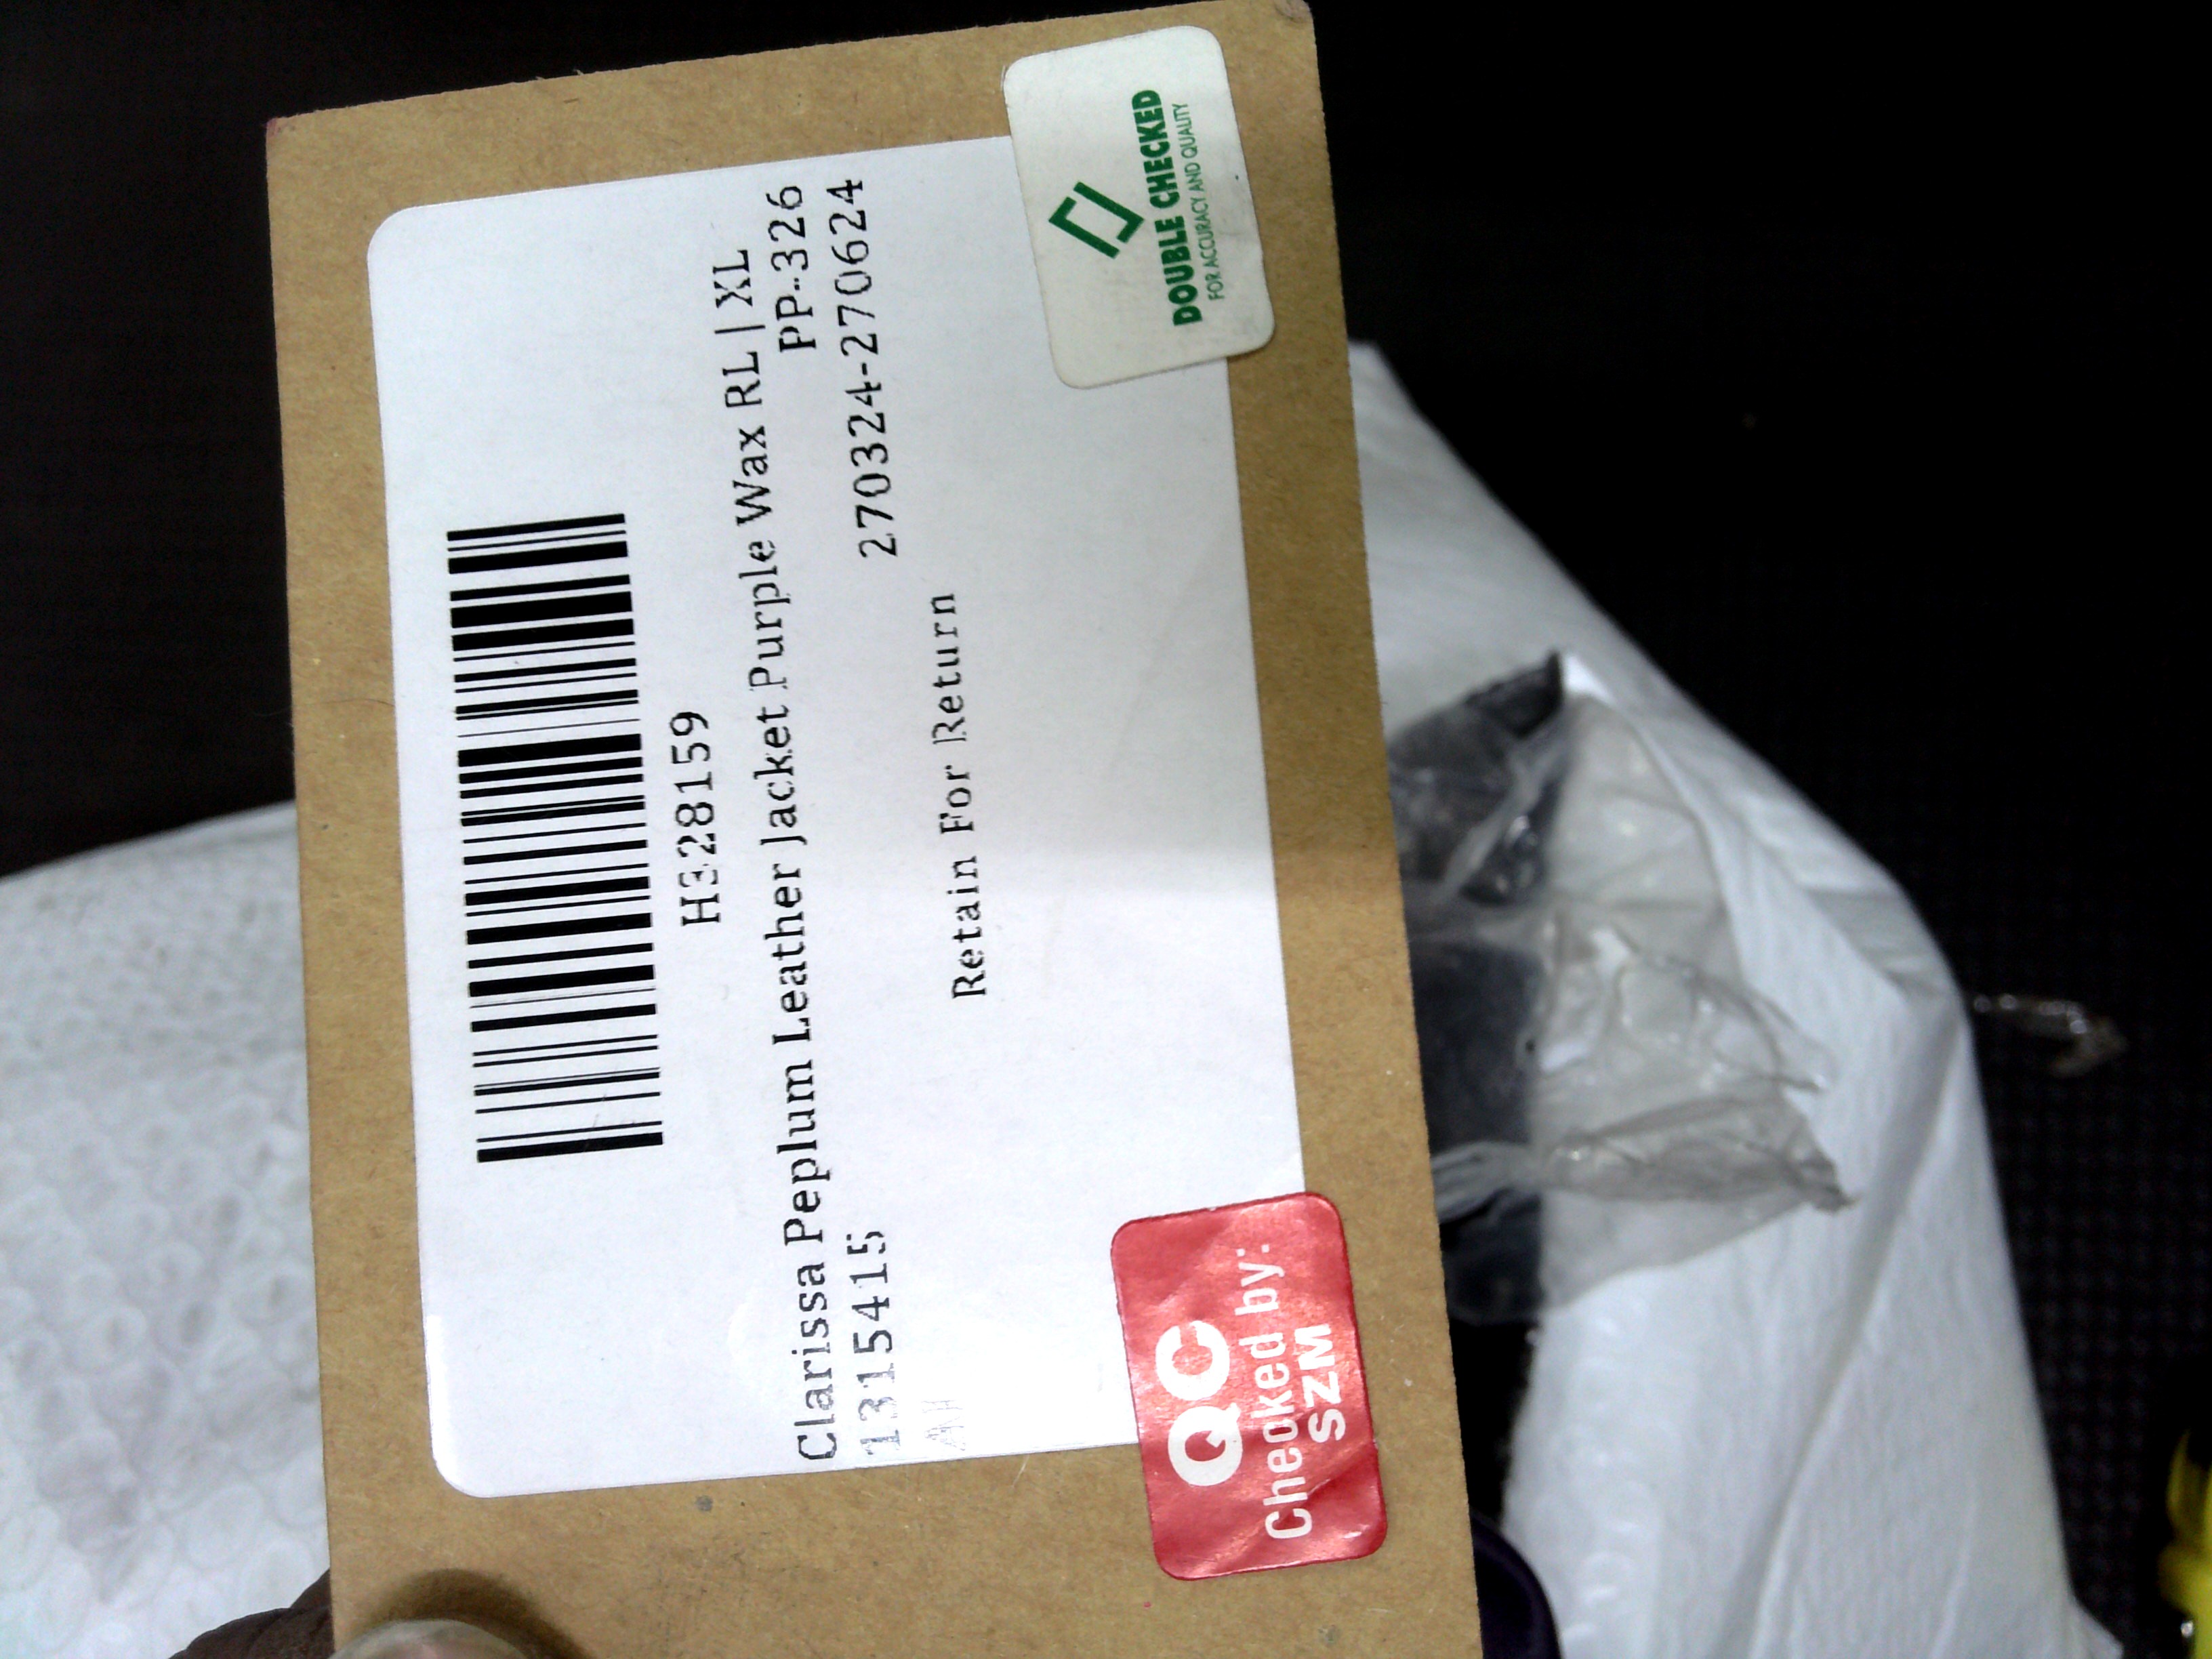 H328159
Clarissa Peplum Leather Jacket Purple Wax RL | XL
1315415 PP-326
270324-270624
Retain For Return
QC
Checked by:
SZM
DOUBLE CHECKED
FOR ACCURACY AND QUALITY